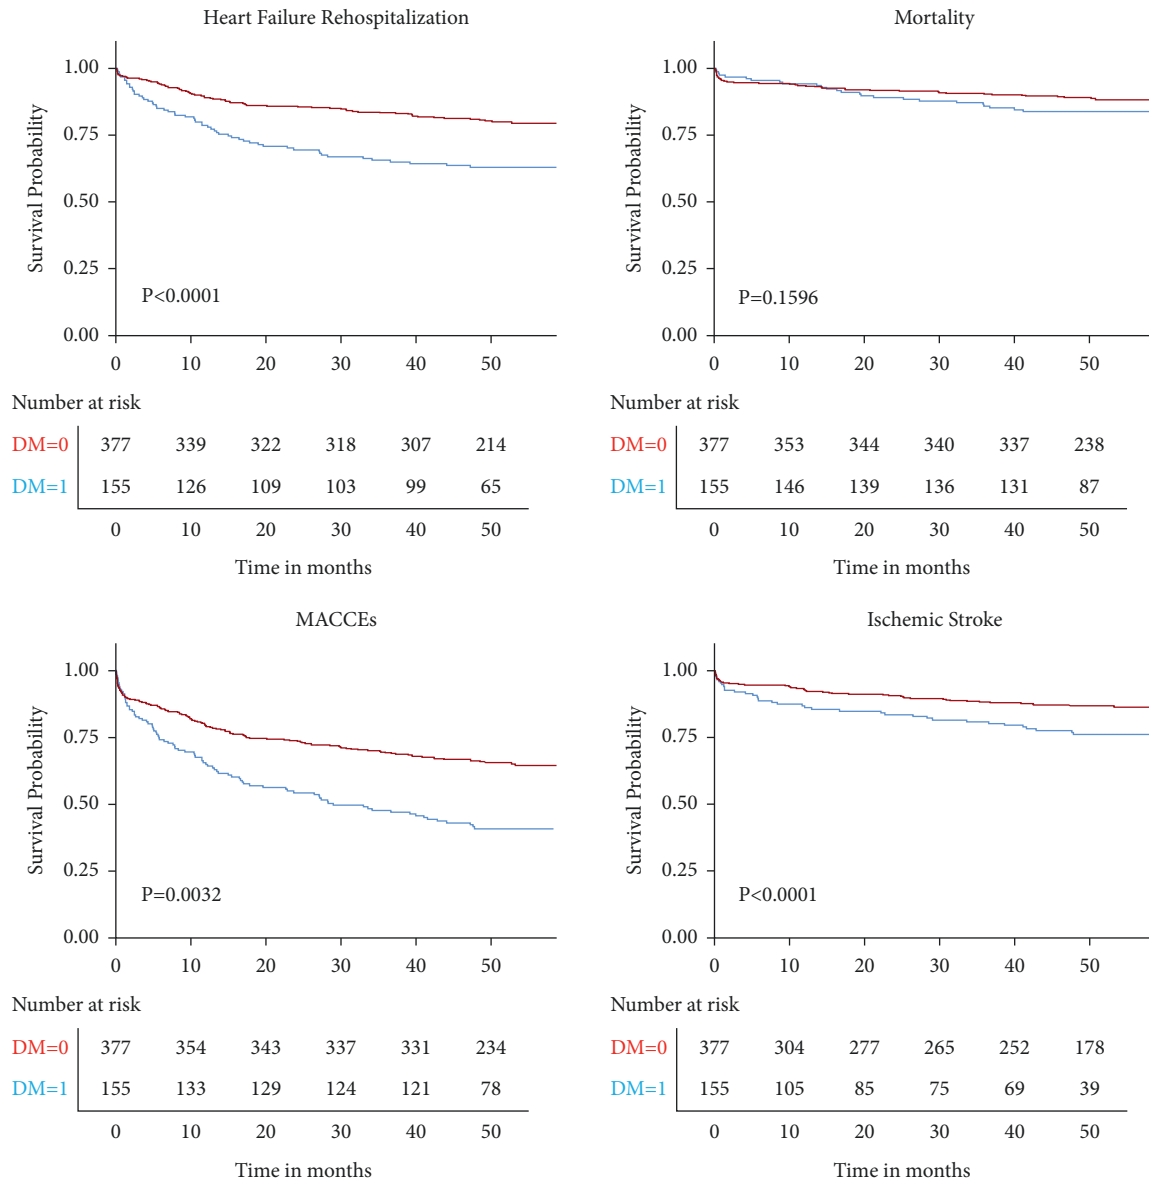 Heart Failure Rehospitalization
Survival Probability
1.00
0.75
0.50
0.25
0.00
P<0.0001
0 10 20 30 40 50
Number at risk
DM=0 377 339 322 318 307 214
DM=1 155 126 109 103 99 65
0 10 20 30 40 50
Time in months
Mortality
Survival Probability
1.00
0.75
0.50
0.25
0.00
P=0.1596
0 10 20 30 40 50
Number at risk
DM=0 377 353 344 340 337 238
DM=1 155 146 139 136 131 87
0 10 20 30 40 50
Time in months
MACCEs
Survival Probability
1.00
0.75
0.50
0.25
0.00
P=0.0032
0 10 20 30 40 50
Number at risk
DM=0 377 354 343 337 331 234
DM=1 155 133 129 124 121 78
0 10 20 30 40 50
Time in months
Ischemic Stroke
Survival Probability
1.00
0.75
0.50
0.25
0.00
P<0.0001
0 10 20 30 40 50
Number at risk
DM=0 377 304 277 265 252 178
DM=1 155 105 85 75 69 39
0 10 20 30 40 50
Time in months